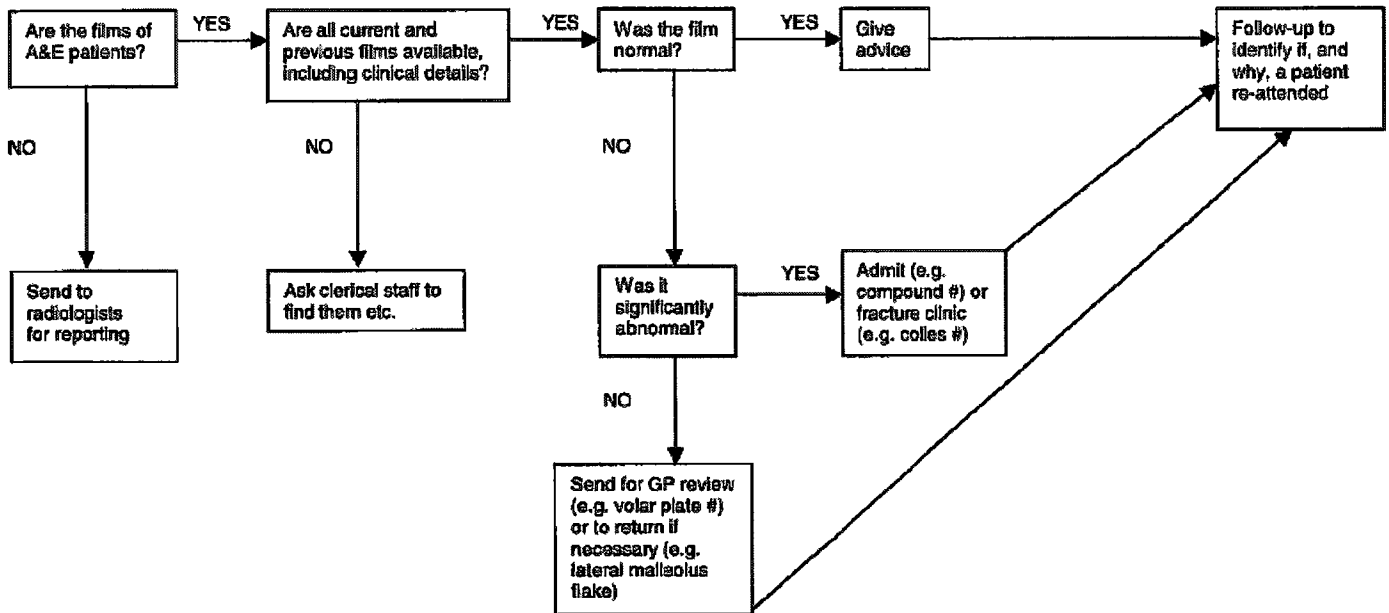 Are the films of
A&E patients?
YES
Are all current and
previous films available,
including clinical details?
YES
Was the film
normal?
YES
Give
advice
Follow-up to
identify if, and
why, a patient
re-attended
NO
NO
NO
Send to
radiologists
for reporting
Ask clerical staff to
find them etc.
Was it
significantly
abnormal?
YES
Admit (e.g.
compound #) or
fracture clinic
(e.g. colles #)
NO
Send for GP review
(e.g. volar plate #)
or to return if
necessary (e.g.
lateral malleolus
flake)